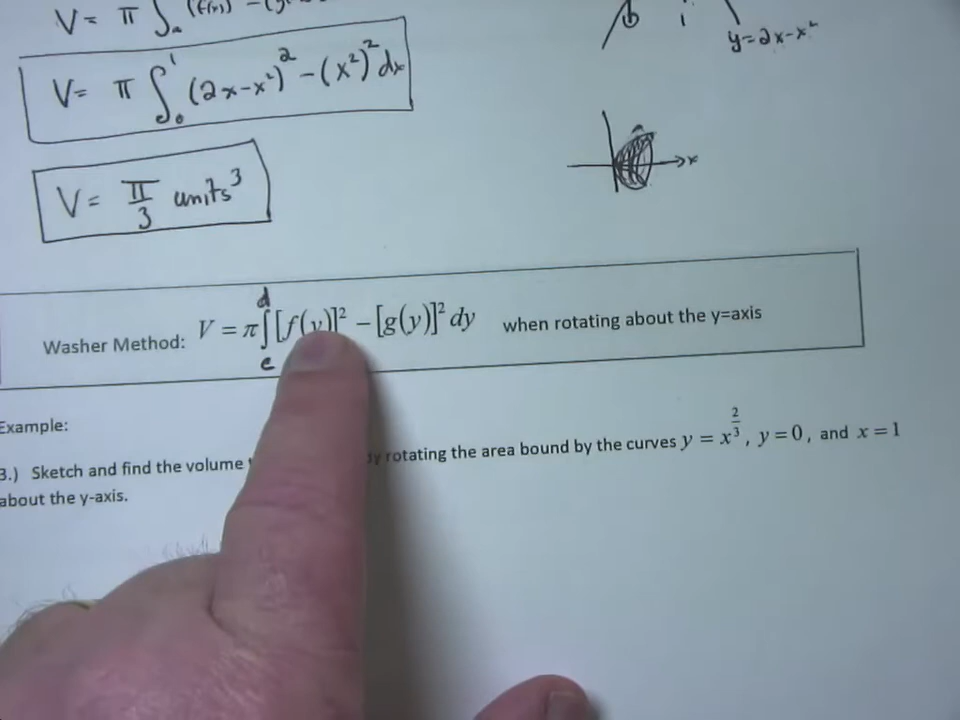 V = π ∫ₐ (f(x)) - (g
y=2x-x²
V= π ∫₀¹ (2x-x²)² - (x²)² dx
x
V = π/3 units³
Washer Method: V = π∫[f(y)]² - [g(y)]² dy when rotating about the y=axis
d
c
Example:
3.) Sketch and find the volume by rotating the area bound by the curves y = x^(2/3), y = 0, and x = 1
about the y-axis.